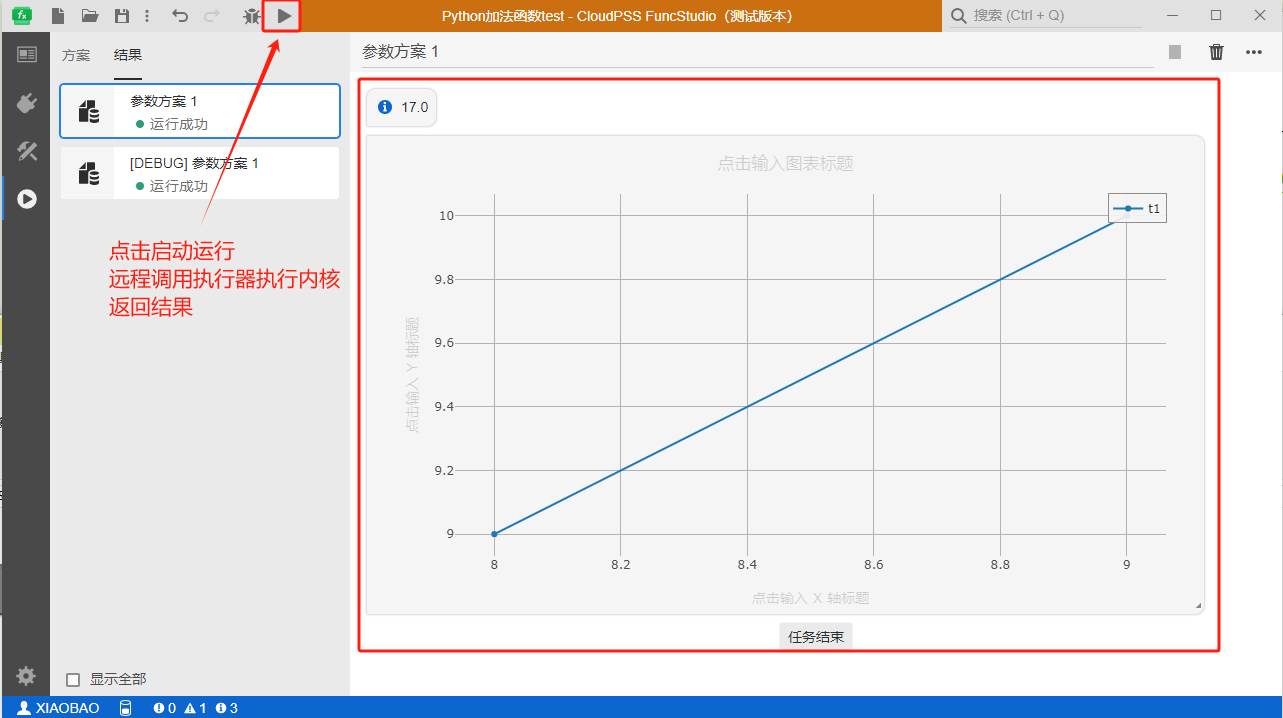 fx
Python加法函数test - CloudPSS FuncStudio（测试版本）
搜索 (Ctrl + Q)
方案
结果
参数方案 1
运行成功
[DEBUG] 参数方案 1
运行成功
点击启动运行
远程调用执行器执行内核
返回结果
显示全部
参数方案 1
17.0
点击输入图表标题
t1
10
9.8
9.6
9.4
9.2
9
点击输入 Y 轴标题
8
8.2
8.4
8.6
8.8
9
点击输入 X 轴标题
任务结束
XIAOBAO
0
1
3